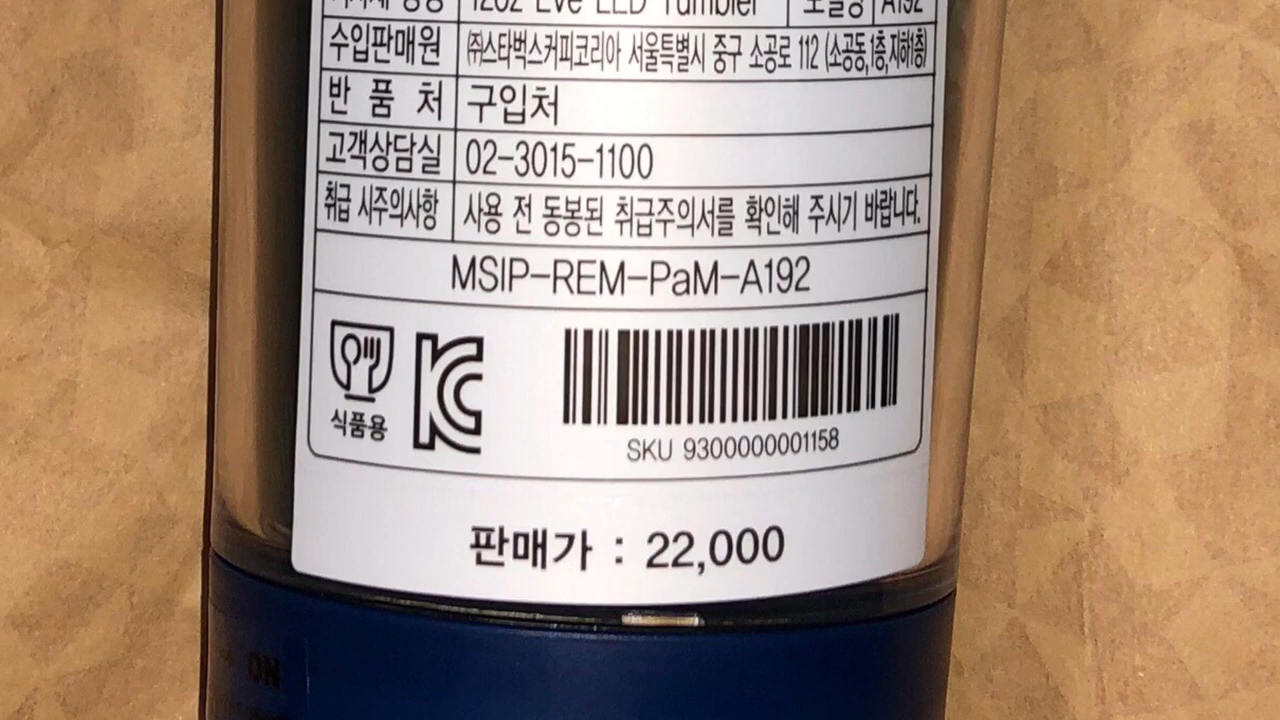 12oz Eve LED Tumbler 모델명 A192
수입판매원 ㈜스타벅스커피코리아 서울특별시 중구 소공로 112 (소공동,1층,지하1층)
반 품 처 구입처
고객상담실 02-3015-1100
취급 시주의사항 사용 전 동봉된 취급주의서를 확인해 주시기 바랍니다.
MSIP-REM-PaM-A192
식품용
KC
SKU 9300000001158
판매가 : 22,000
ON